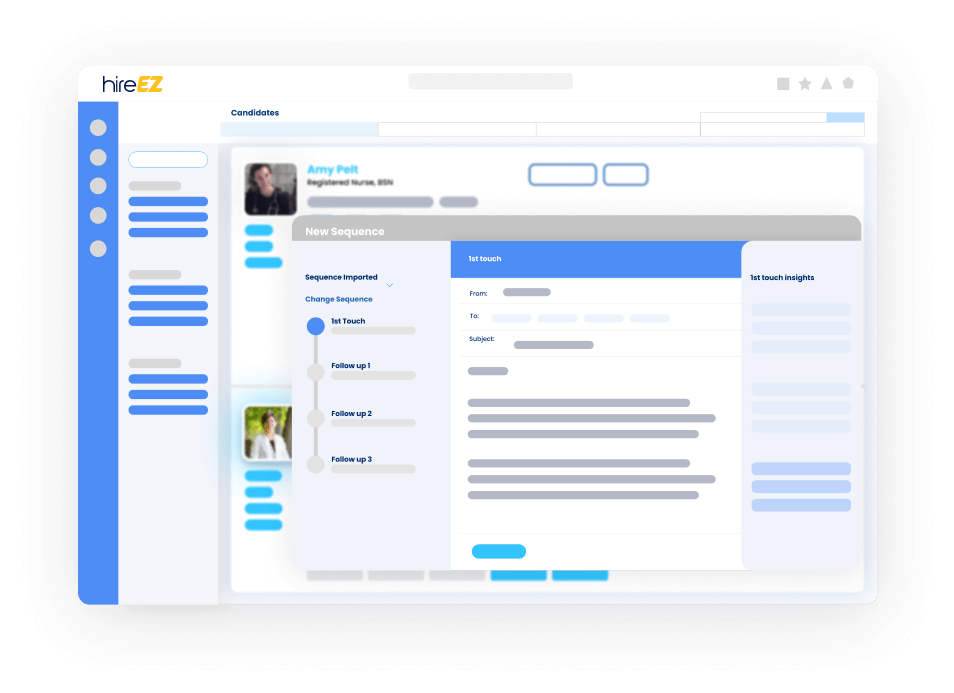 hireEZ
Candidates
Amy Pelt
Registered Nurse, BSN
New Sequence
Sequence Imported
Change Sequence
1st Touch
Follow up 1
Follow up 2
Follow up 3
1st touch
From:
To:
Subject:
1st touch insights